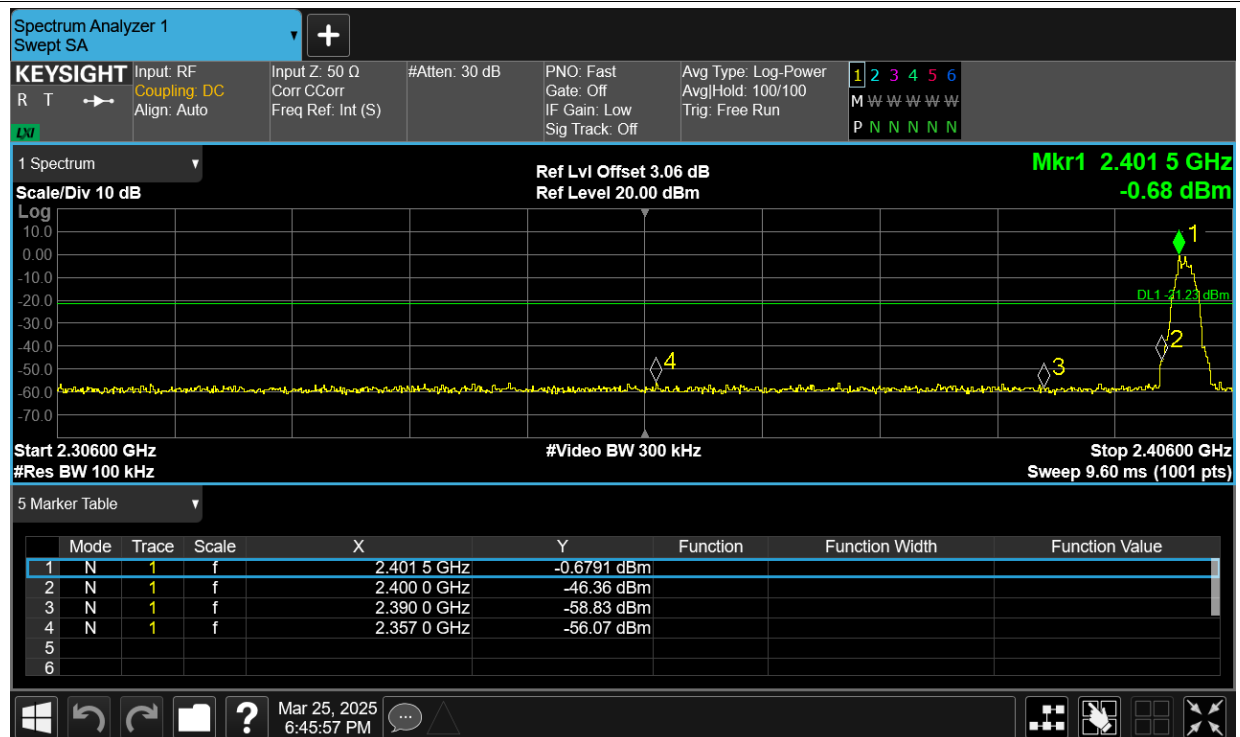 Spectrum Analyzer 1
Swept SA
KEYSIGHT Input: RF Input Z: 50 Ω #Atten: 30 dB PNO: Fast Avg Type: Log-Power 1 2 3 4 5 6
R T Coupling: DC Corr CCorr Gate: Off Avg|Hold: 100/100 M W W W W W
Align: Auto Freq Ref: Int (S) IF Gain: Low Trig: Free Run
LXI Sig Track: Off P N N N N N
1 Spectrum Ref Lvl Offset 3.06 dB Mkr1 2.401 5 GHz
Scale/Div 10 dB Ref Level 20.00 dBm -0.68 dBm
Log
10.0 1
0.00
-10.0
-20.0 DL1 -21.23 dBm
-30.0
-40.0 2
-50.0 4 3
-60.0
-70.0
Start 2.30600 GHz #Video BW 300 kHz Stop 2.40600 GHz
#Res BW 100 kHz Sweep 9.60 ms (1001 pts)
5 Marker Table
Mode Trace Scale X Y Function Function Width Function Value
1 N 1 f 2.401 5 GHz -0.6791 dBm
2 N 1 f 2.400 0 GHz -46.36 dBm
3 N 1 f 2.390 0 GHz -58.83 dBm
4 N 1 f 2.357 0 GHz -56.07 dBm
5
6
? Mar 25, 2025
6:45:57 PM